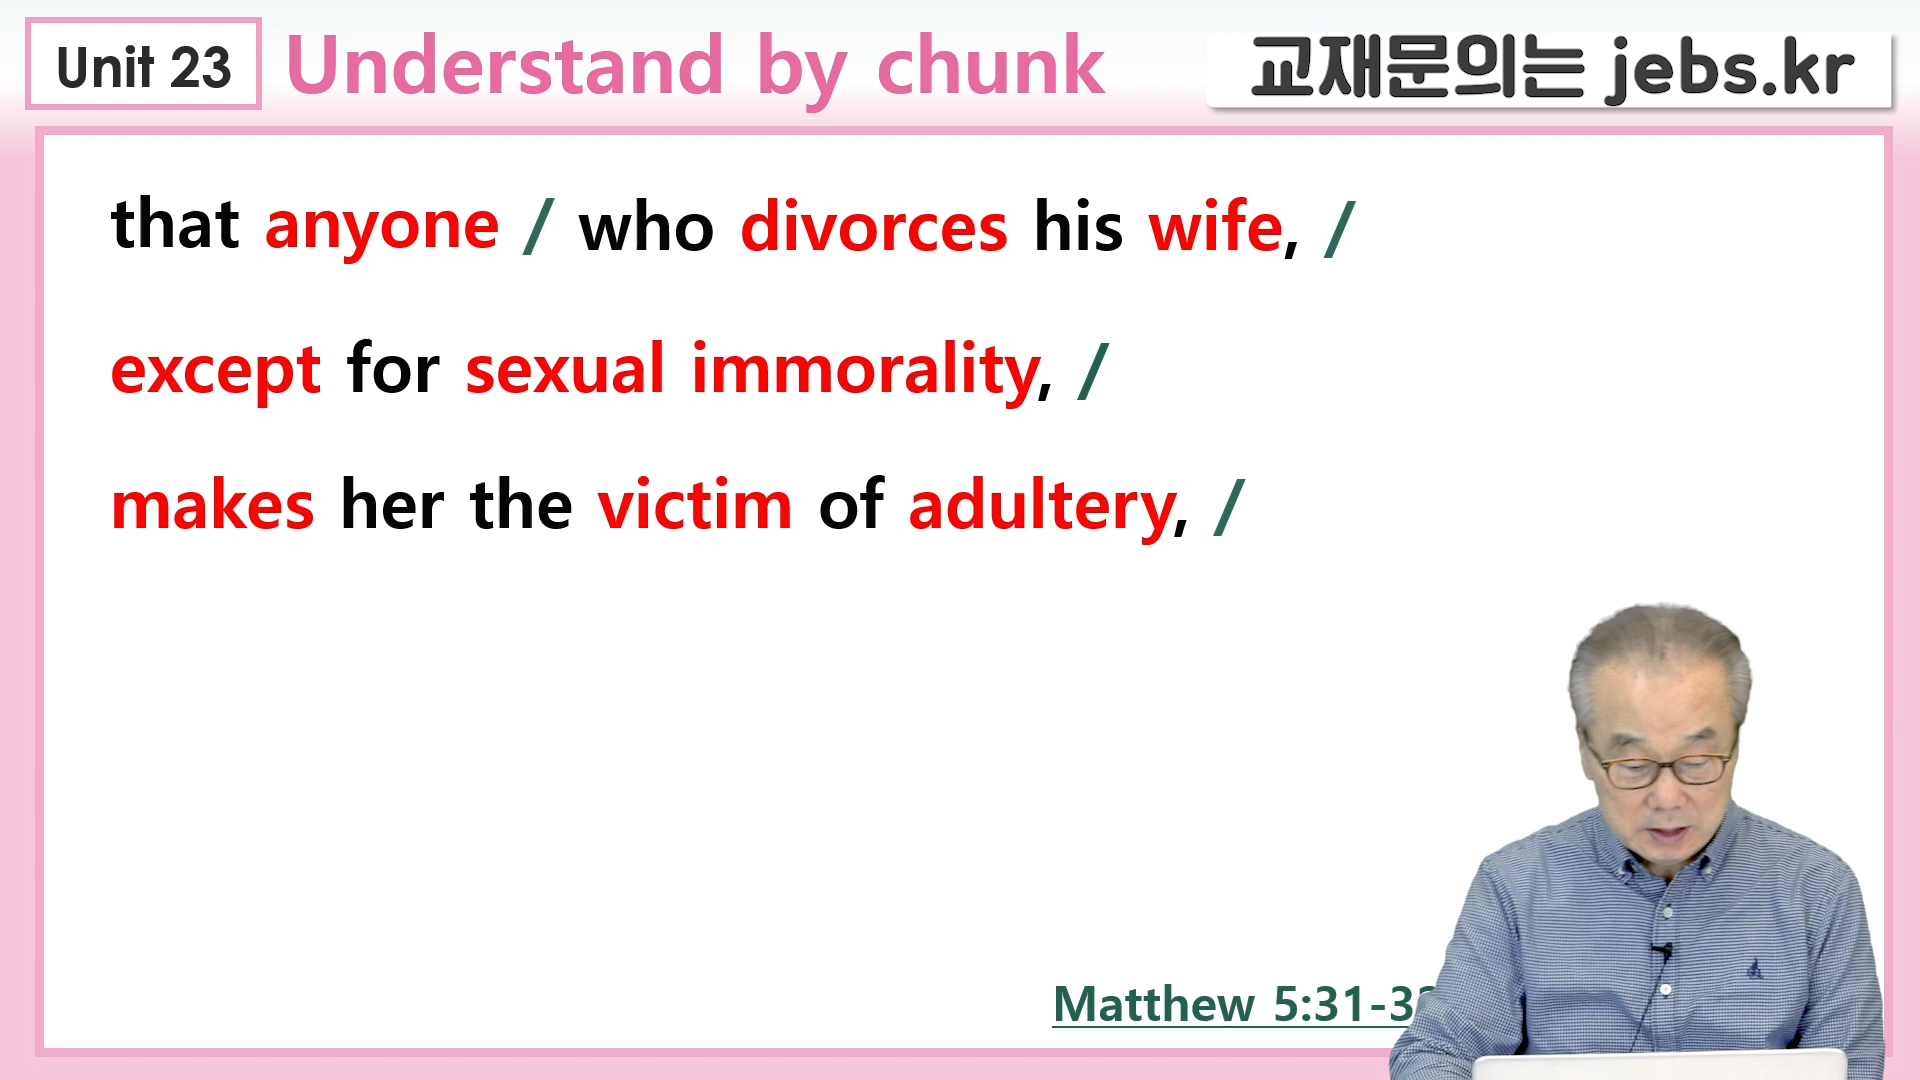 Unit 23 Understand by chunk 교재문의는 jebs.kr
that anyone / who divorces his wife, /
except for sexual immorality, /
makes her the victim of adultery, /
Matthew 5:31-3